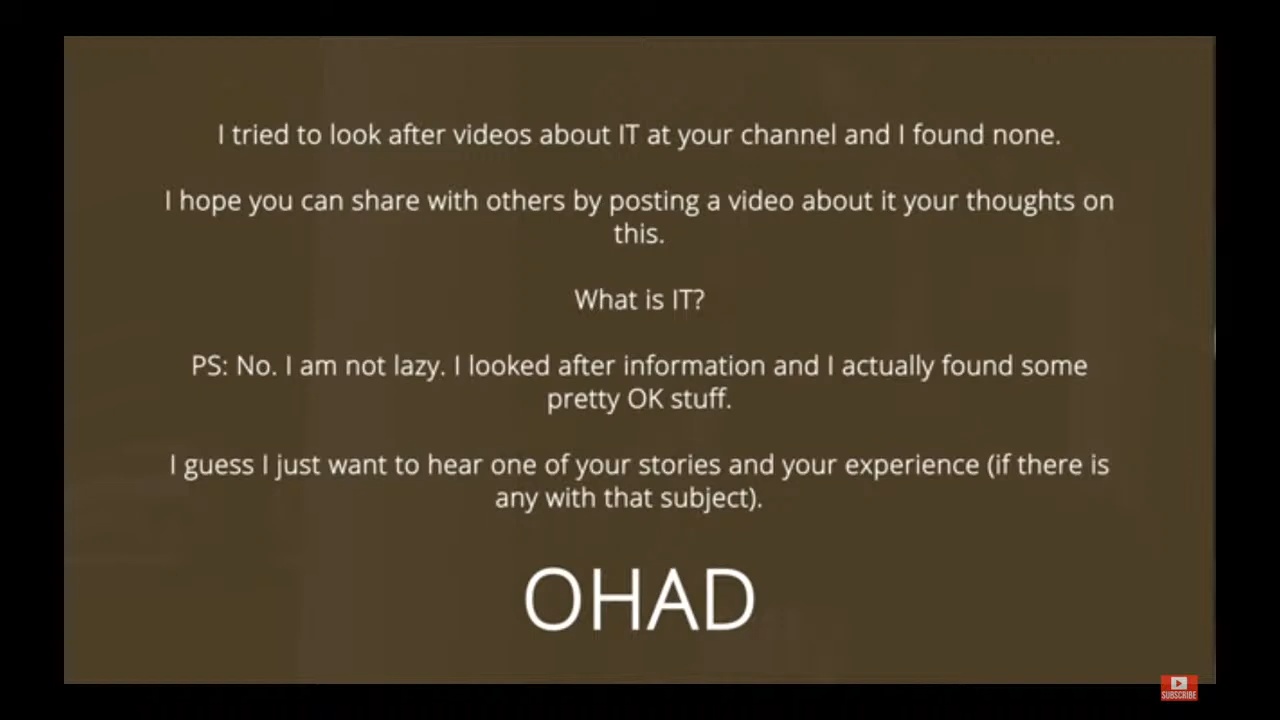 I tried to look after videos about IT at your channel and I found none.
I hope you can share with others by posting a video about it your thoughts on
this.
What is IT?
PS: No. I am not lazy. I looked after information and I actually found some
pretty OK stuff.
I guess I just want to hear one of your stories and your experience (if there is
any with that subject).
OHAD
SUBSCRIBE